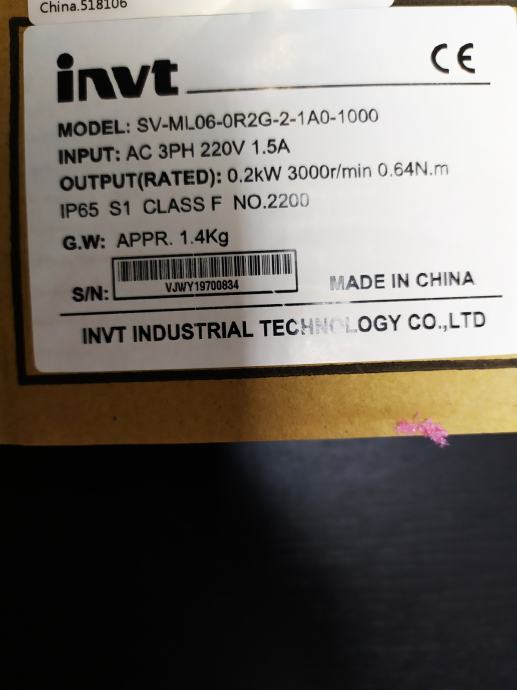 China.518106
invt CE
MODEL: SV-ML06-0R2G-2-1A0-1000
INPUT: AC 3PH 220V 1.5A
OUTPUT(RATED): 0.2kW 3000r/min 0.64N.m
IP65 S1 CLASS F NO.2200
G.W: APPR. 1.4Kg
S/N: VJWY19700834
MADE IN CHINA
INVT INDUSTRIAL TECHNOLOGY CO.,LTD